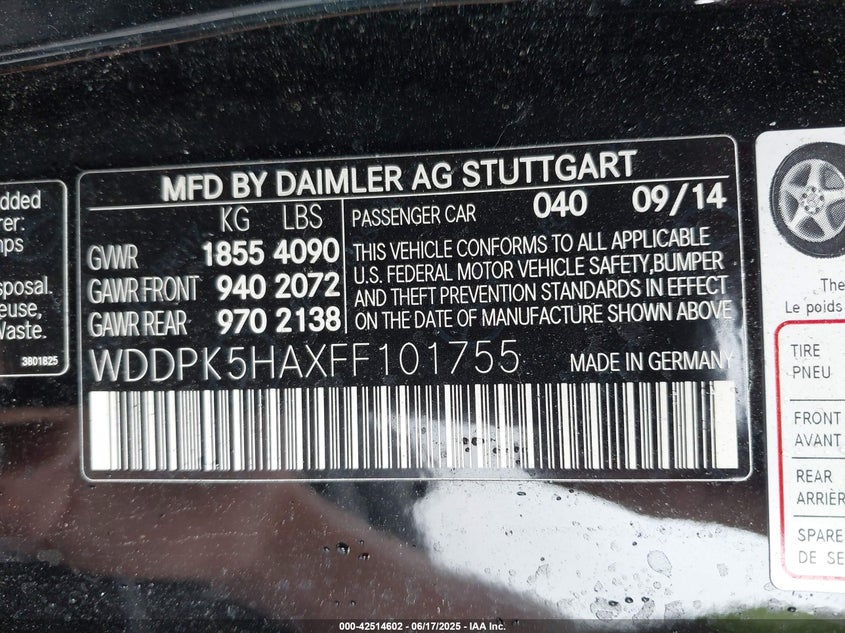 dded
rer:
mps
sposal.
euse,
Waste.
3801825
MFD BY DAIMLER AG STUTTGART
KG LBS
GVWR 1855 4090
GAWR FRONT 940 2072
GAWR REAR 970 2138
PASSENGER CAR 040 09/14
THIS VEHICLE CONFORMS TO ALL APPLICABLE
U.S. FEDERAL MOTOR VEHICLE SAFETY,BUMPER
AND THEFT PREVENTION STANDARDS IN EFFECT
ON THE DATE OF MANUFACTURE SHOWN ABOVE
WDDPK5HAXFF101755 MADE IN GERMANY
The
Le poids
TIRE
PNEU
FRONT
AVANT
REAR
ARRIÈR
SPARE
DE SE
000-42514602 - 06/17/2025 - IAA Inc.